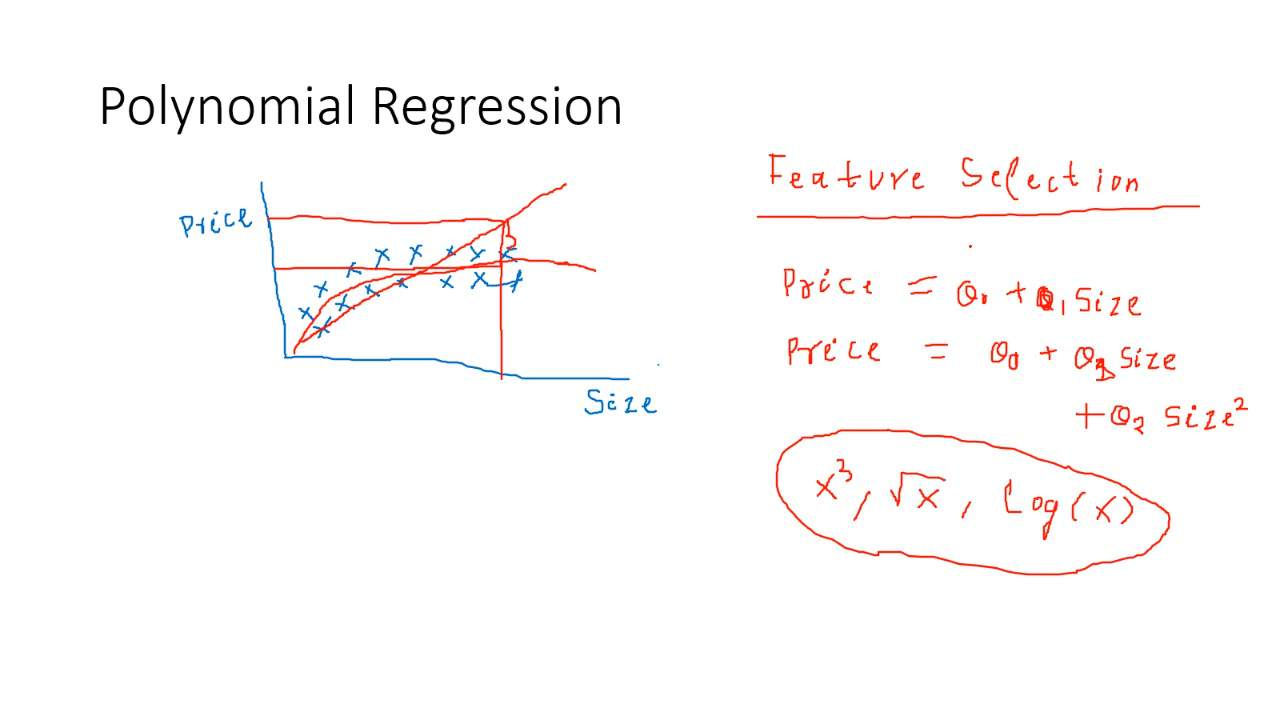 Polynomial Regression
Price
Size
Feature Selection
Price = θ₀ + θ₁ Size
Price = θ₀ + θ₁ Size
+ θ₂ Size²
x³, √x, Log(x)